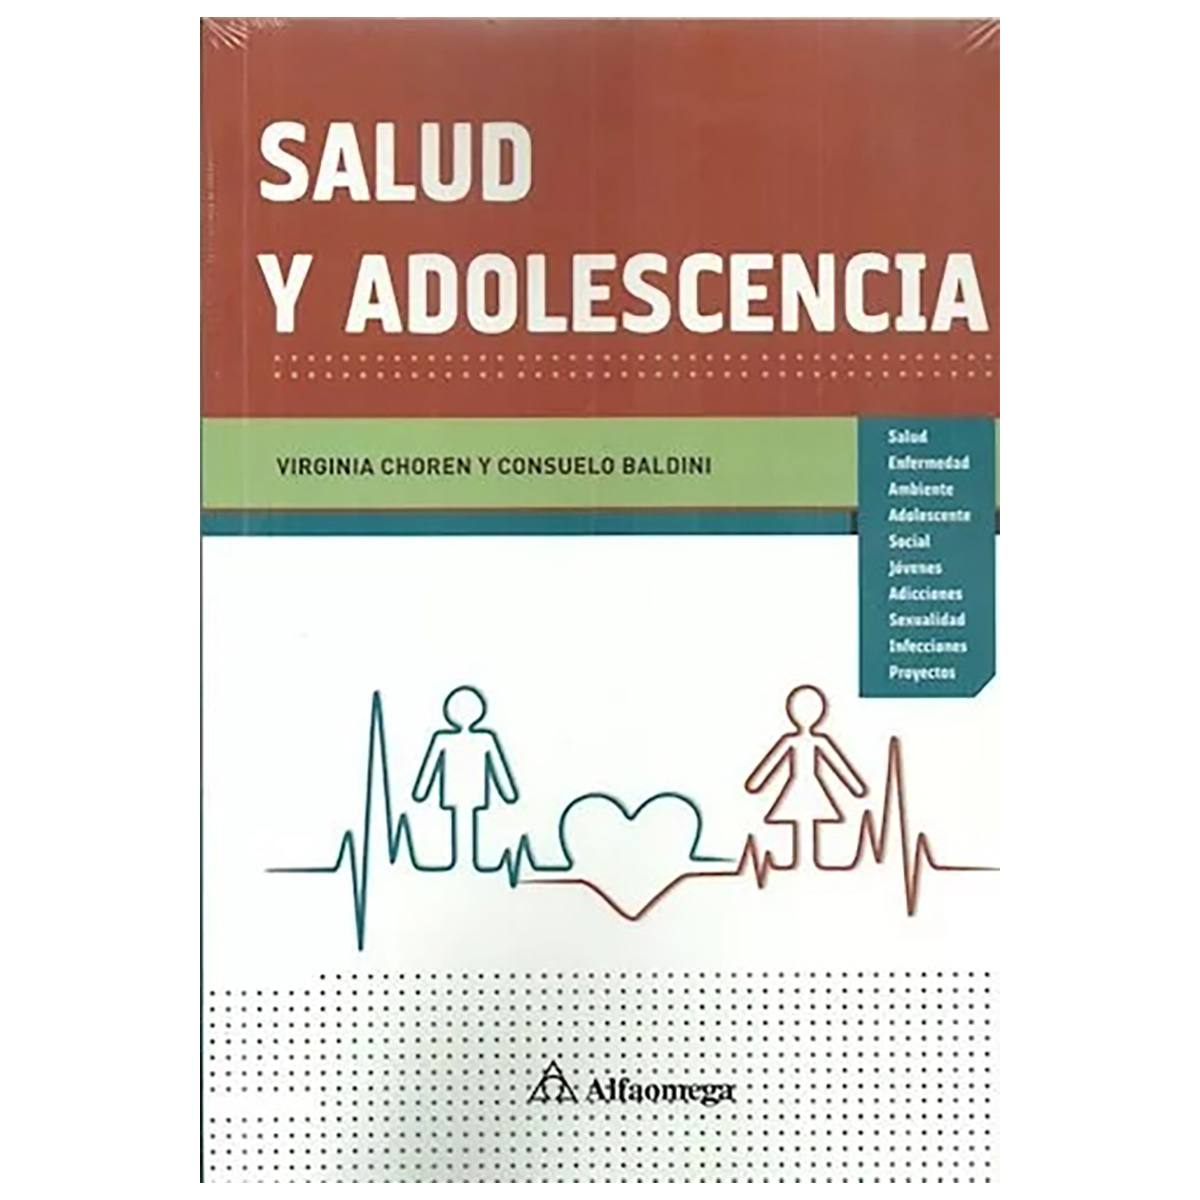 SALUD
Y ADOLESCENCIA
VIRGINIA CHOREN Y CONSUELO BALDINI
Salud
Enfermedad
Ambiente
Adolescente
Social
Jóvenes
Adicciones
Sexualidad
Infecciones
Proyectos
Alfaomega